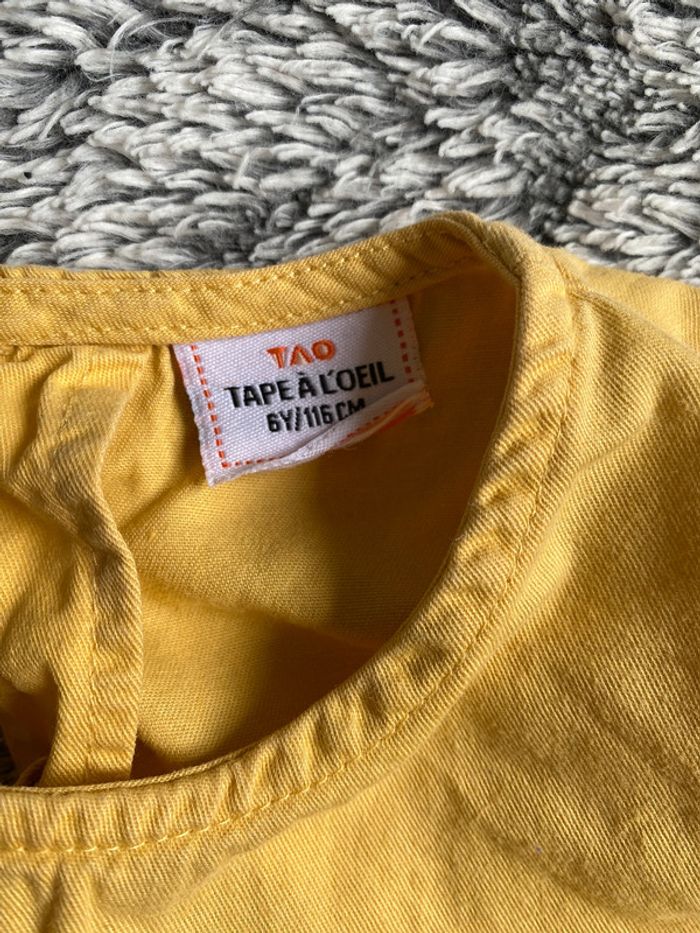 TAO
TAPE À L'OEIL
6Y/116 CM